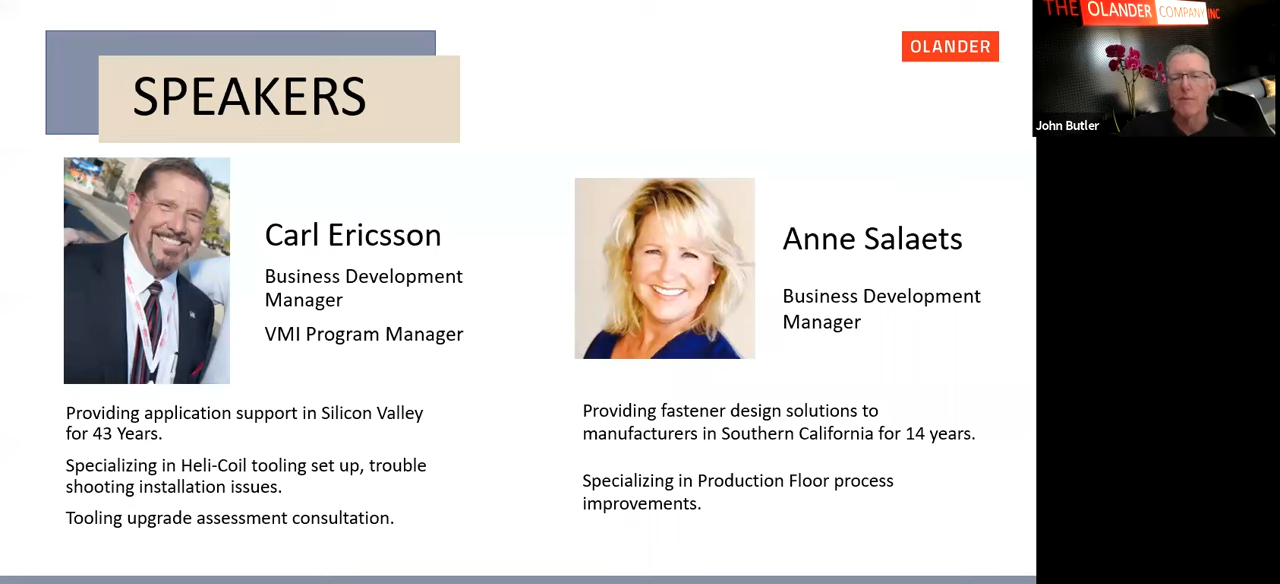 SPEAKERS
OLANDER
THE OLANDER COMPANY INC
John Butler
Carl Ericsson
Business Development
Manager
VMI Program Manager
Anne Salaets
Business Development
Manager
Providing application support in Silicon Valley
for 43 Years.
Specializing in Heli-Coil tooling set up, trouble
shooting installation issues.
Tooling upgrade assessment consultation.
Providing fastener design solutions to
manufacturers in Southern California for 14 years.
Specializing in Production Floor process
improvements.